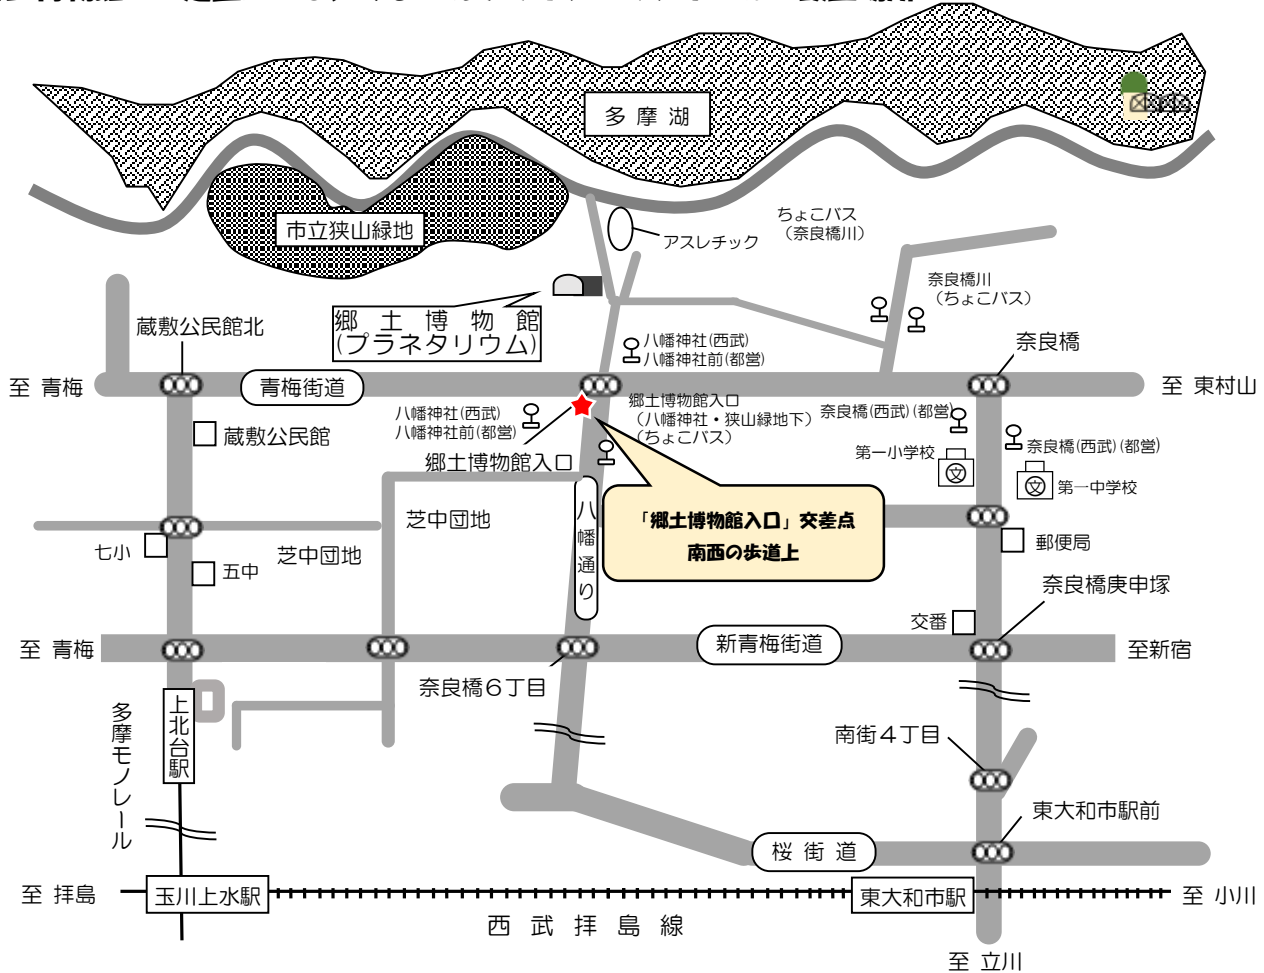 多摩湖
市立狭山緑地
アスレチック
ちょこバス
（奈良橋川）
奈良橋川
（ちょこバス）
郷土博物館
(プラネタリウム)
蔵敷公民館北
八幡神社(西武)
八幡神社前(都営)
奈良橋
至 青梅
青梅街道
至 東村山
八幡神社(西武)
八幡神社前(都営)
郷土博物館入口
（八幡神社・狭山緑地下）
（ちょこバス）
奈良橋(西武)(都営)
蔵敷公民館
郷土博物館入口
第一小学校
文
奈良橋(西武)(都営)
文
第一中学校
芝中団地
八幡通り
「郷土博物館入口」交差点
南西の歩道上
七小
芝中団地
五中
郵便局
奈良橋庚申塚
交番
至 青梅
新青梅街道
至新宿
奈良橋６丁目
上北台駅
多摩モノレール
南街４丁目
東大和市駅前
桜街道
至 拝島
玉川上水駅
東大和市駅
至 小川
西武拝島線
至 立川